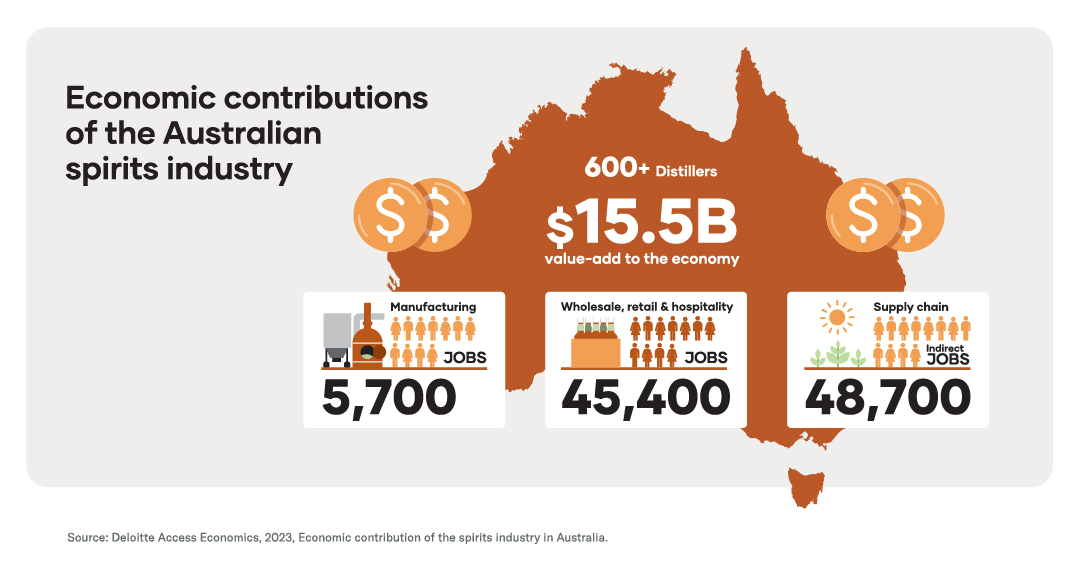 Economic contributions
of the Australian
spirits industry
600+ Distillers
$15.5B
value-add to the economy
Manufacturing
JOBS
5,700
Wholesale, retail & hospitality
JOBS
45,400
Supply chain
Indirect
JOBS
48,700
Source: Deloitte Access Economics, 2023, Economic contribution of the spirits industry in Australia.